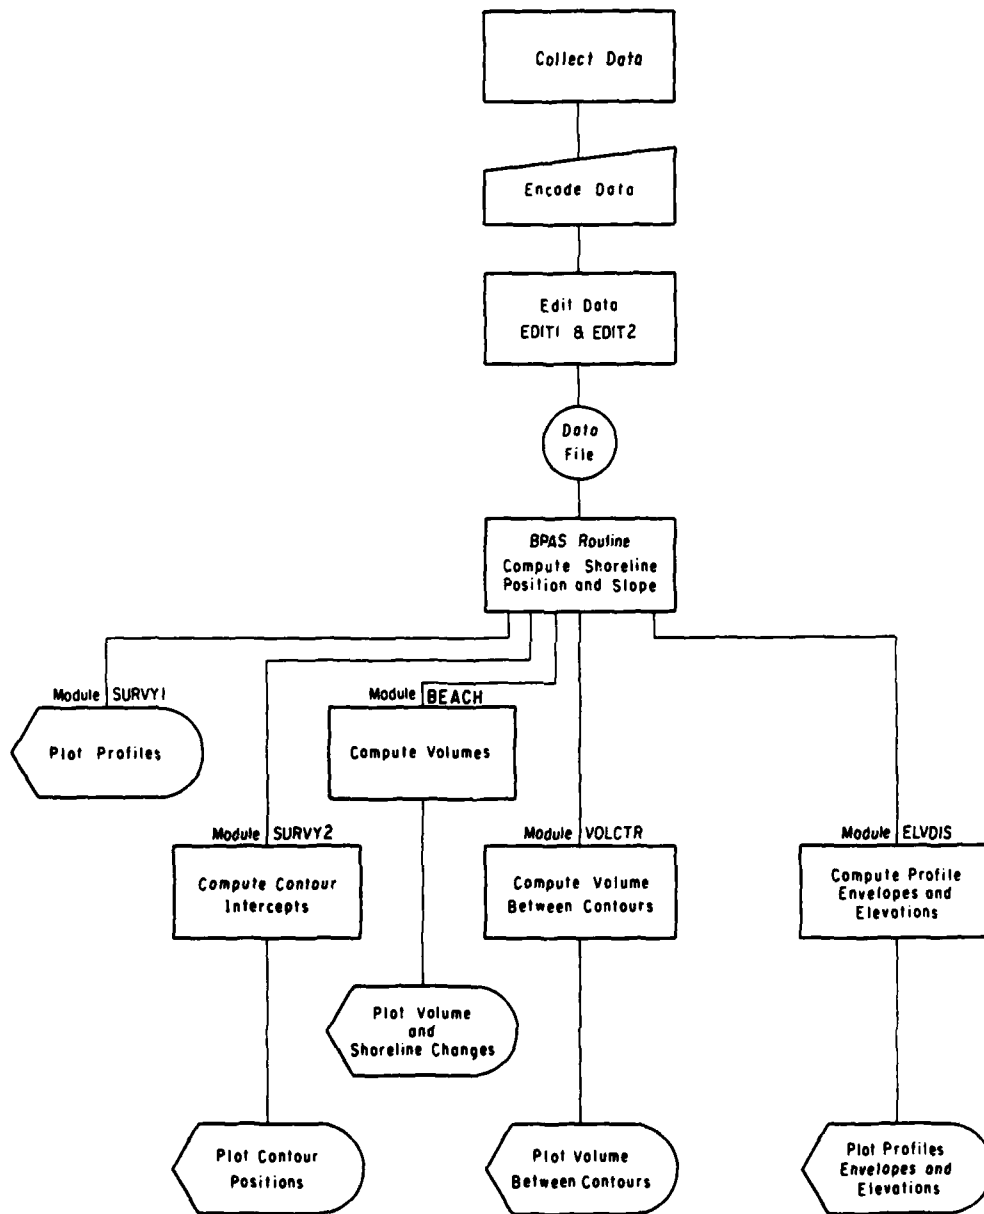 Collect Data
Encode Data
Edit Data
EDIT1 & EDIT2
Data
File
BPAS Routine
Compute Shoreline
Position and Slope
Module SURVY1
Plot Profiles
Module BEACH
Compute Volumes
Module SURVY2
Compute Contour
Intercepts
Module VOLCTR
Compute Volume
Between Contours
Module ELVDIS
Compute Profile
Envelopes and
Elevations
Plot Volume
and
Shoreline Changes
Plot Contour
Positions
Plot Volume
Between Contours
Plot Profiles
Envelopes and
Elevations